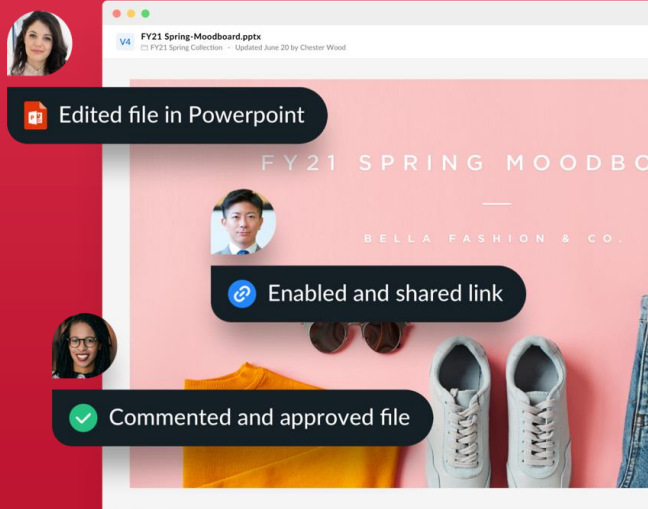 V4
FY21 Spring-Moodboard.pptx
FY21 Spring Collection · Updated June 20 by Chester Wood
Edited file in Powerpoint
FY21 SPRING MOODBO
BELLA FASHION & CO.
Enabled and shared link
Commented and approved file